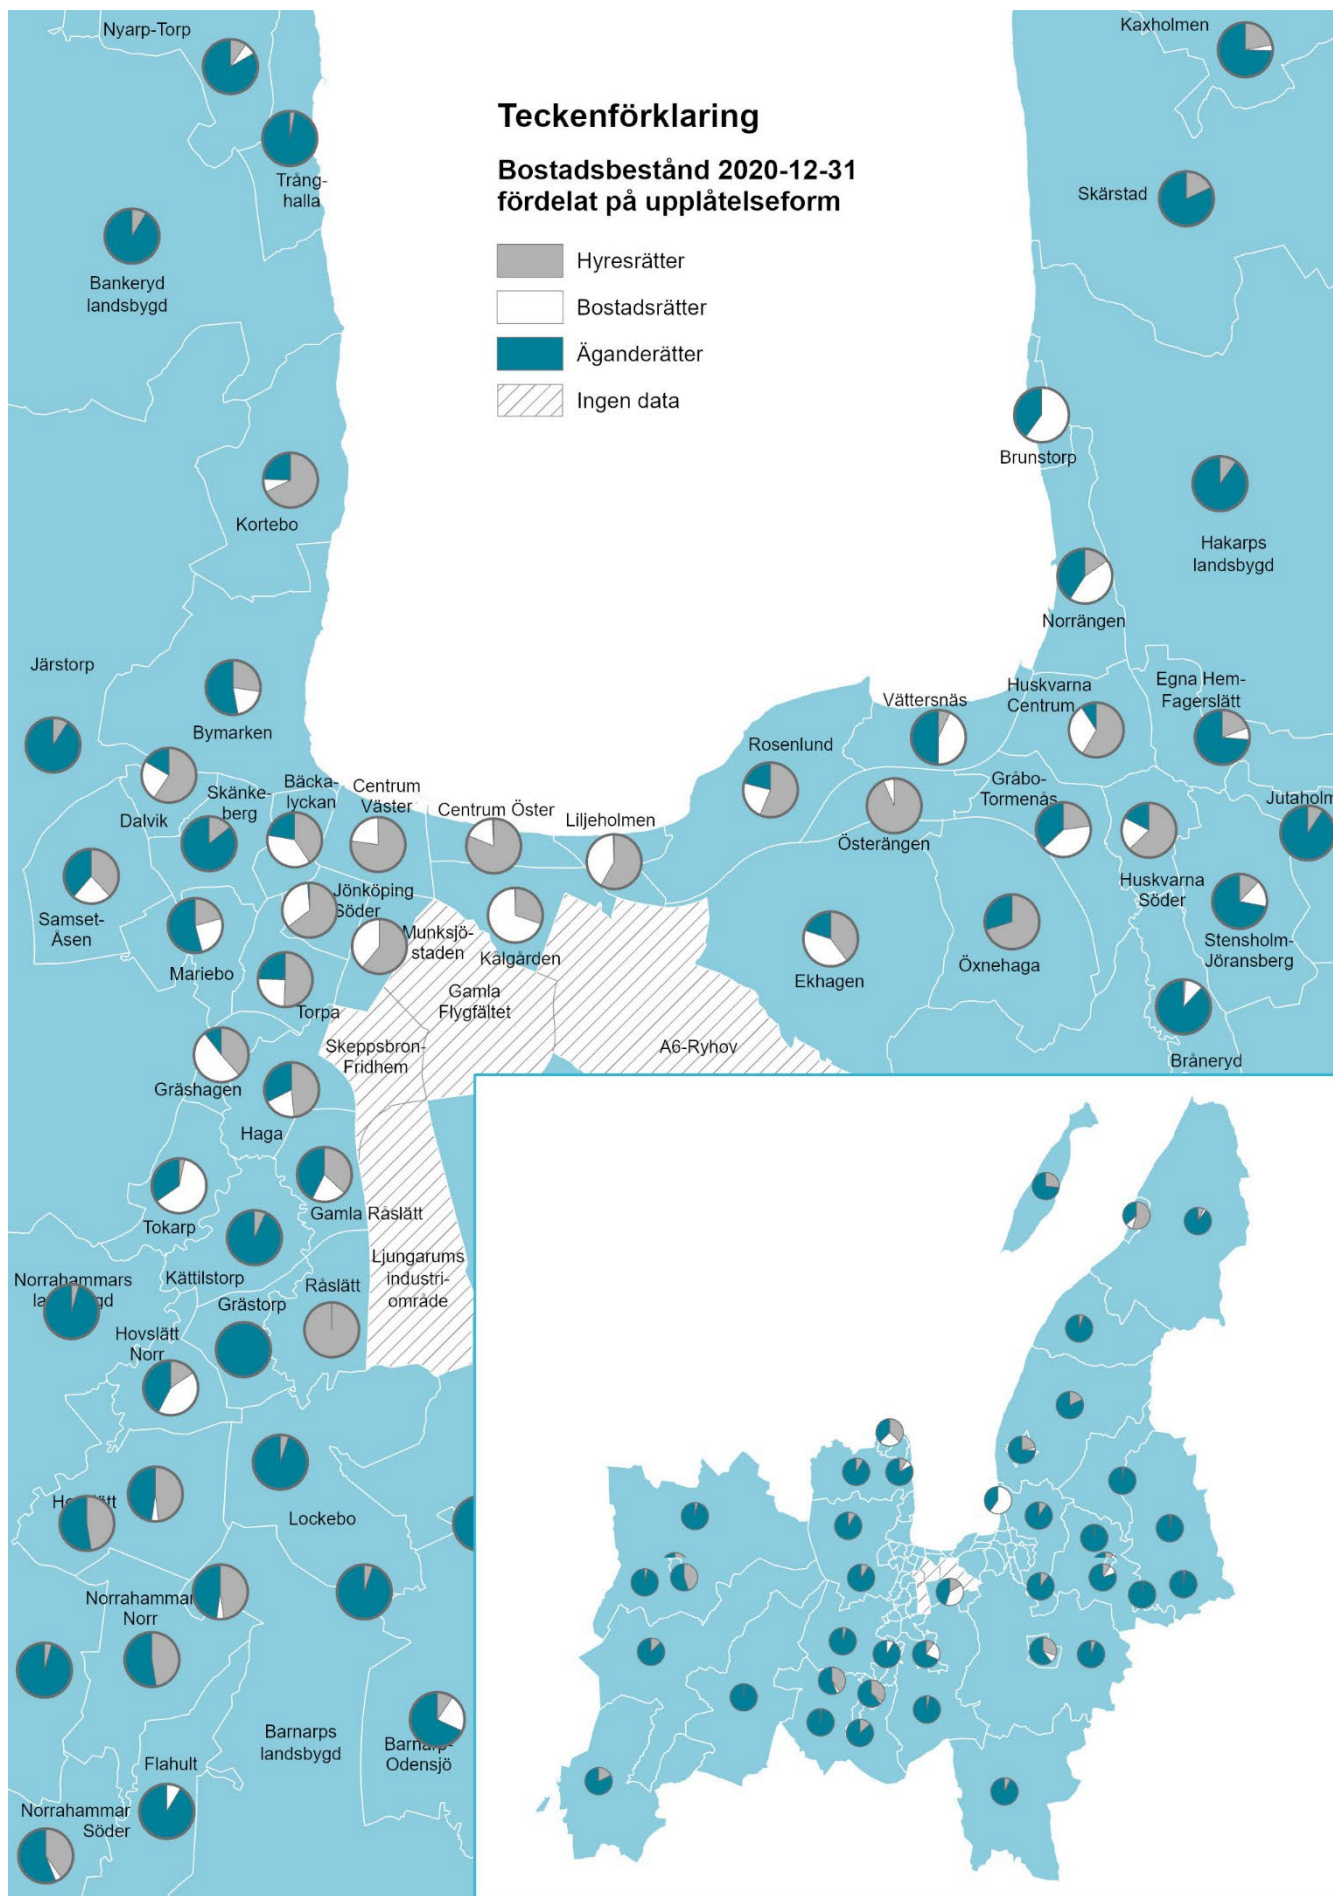 Nyarp-Torp
Kaxholmen
Teckenförklaring
Bostadsbestånd 2020-12-31
fördelat på upplåtelseform
Hyresrätter
Bostadsrätter
Äganderätter
Ingen data
Trång-
halla
Skärstad
Bankeryd
landsbygd
Brunstorp
Kortebo
Hakarps
landsbygd
Norrängen
Järstorp
Bymarken
Vättersnäs
Huskvarna
Centrum
Egna Hem-
Fagerslätt
Rosenlund
Dalvik
Skänke-
berg
Bäcka-
lyckan
Centrum
Väster
Centrum Öster
Liljeholmen
Österängen
Gråbo-
Tormenås
Jutaholm
Huskvarna
Söder
Samset-
Åsen
Mariebo
Jönköping
Söder
Munksjö-
staden
Kålgården
Ekhagen
Öxnehaga
Stensholm-
Jöransberg
Torpa
Gamla
Flygfältet
Skeppsbron-
Fridhem
A6-Ryhov
Bråneryd
Gräshagen
Haga
Tokarp
Gamla Råslätt
Kättilstorp
Ljungarums
industri-
område
Norrahammars
Råslätt
Grästorp
Hovslätt
Norr
Lockebo
Norrahammar
Norr
Barnarps
landsbygd
Barnarp-
Odensjö
Flahult
Norrahammar
Söder